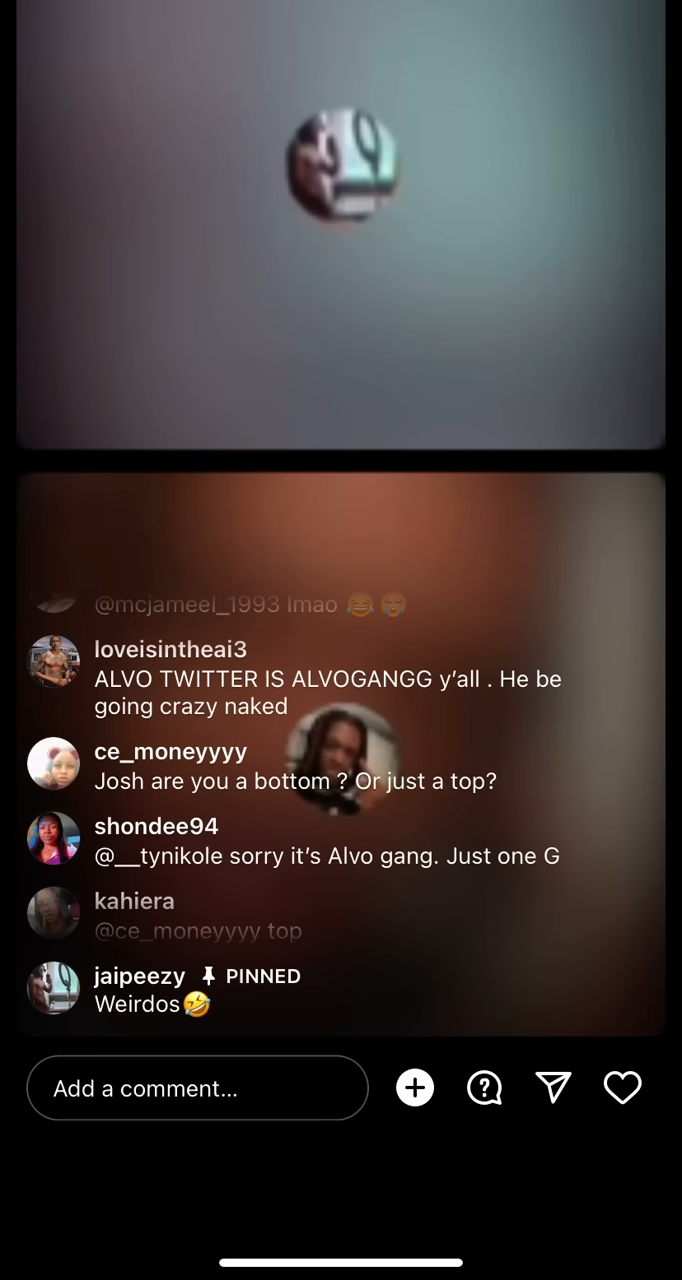 @mcjameel_1993 lmao 😂😭
loveisintheai3
ALVO TWITTER IS ALVOGANGG y’all . He be
going crazy naked
ce_moneyyyy
Josh are you a bottom ? Or just a top?
shondee94
@__tynikole sorry it’s Alvo gang. Just one G
kahiera
@ce_moneyyyy top
jaipeezy PINNED
Weirdos🤣
Add a comment...